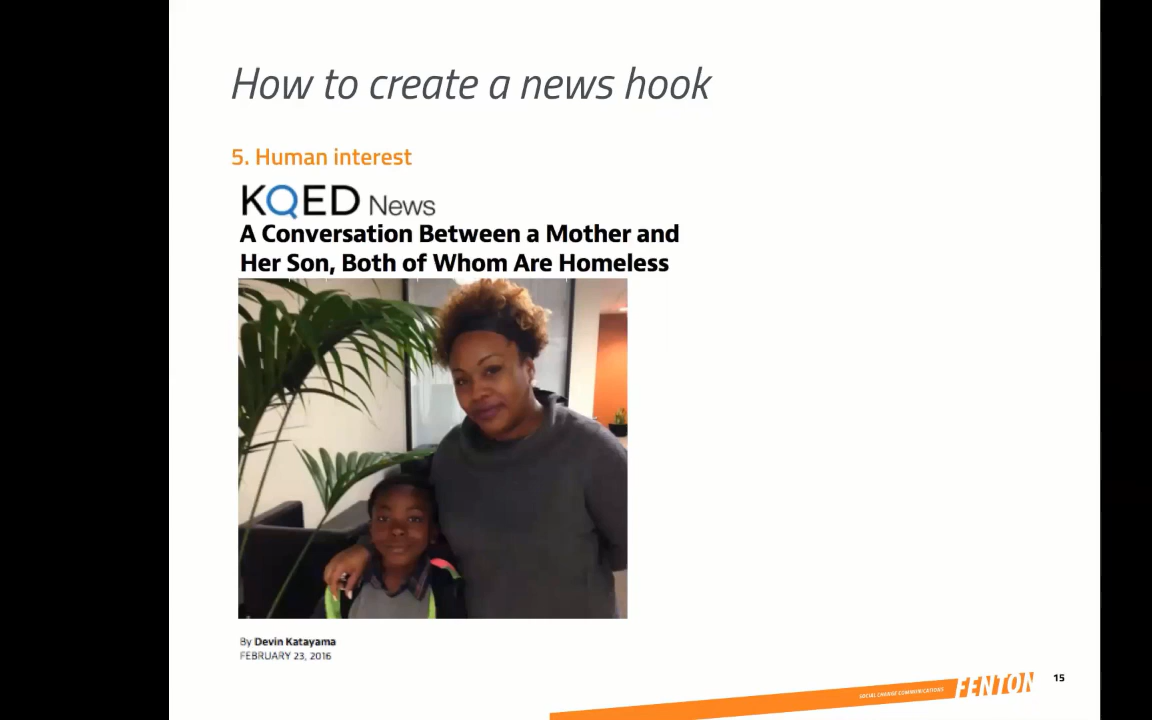 How to create a news hook
5. Human interest
KQED News
A Conversation Between a Mother and
Her Son, Both of Whom Are Homeless
By Devin Katayama
FEBRUARY 23, 2016
SOCIAL CHANGE COMMUNICATIONS FENTON 15